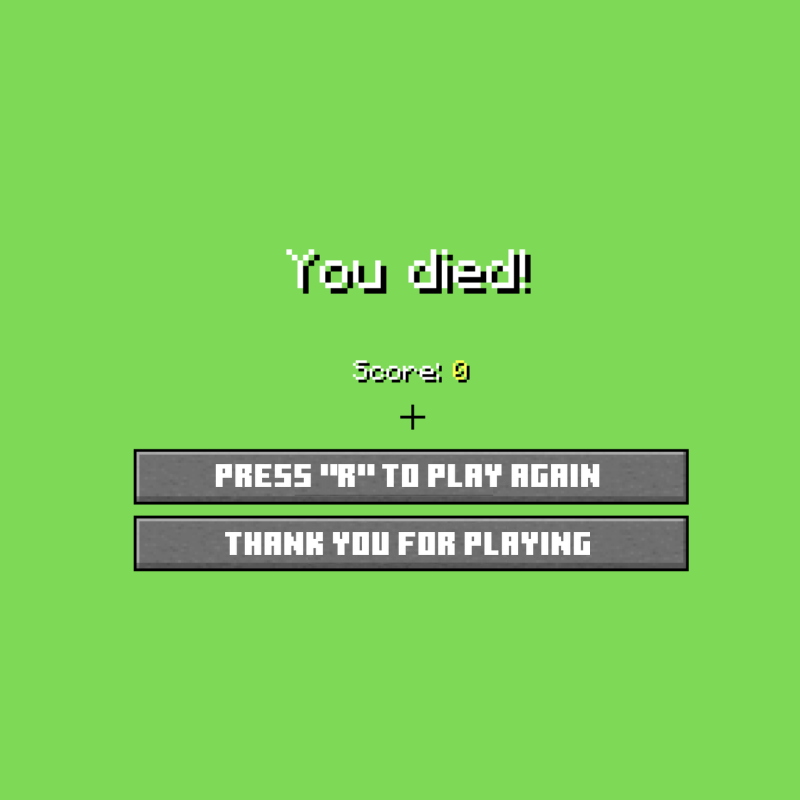 You died!
Score: 0
PRESS "R" TO PLAY AGAIN
THANK YOU FOR PLAYING